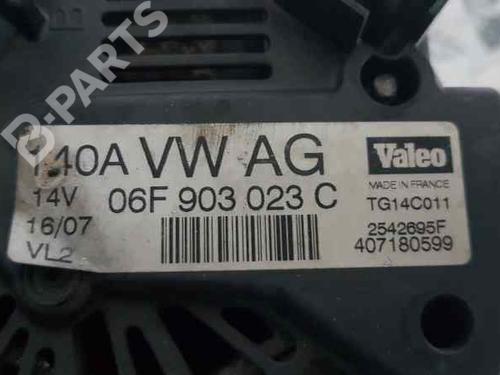 B-PARTS
140A VW AG
14V 06F 903 023 C
16/07
VL2
Valeo
MADE IN FRANCE
TG14C011
2542695F
407180599